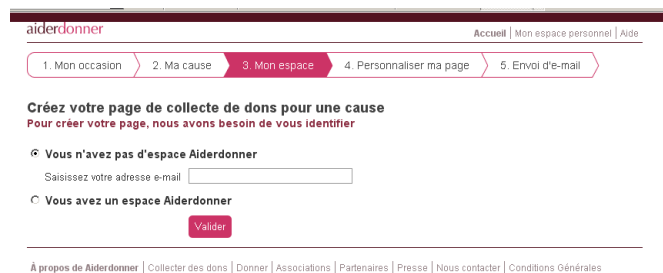 aiderdonner
Accueil | Mon espace personnel | Aide
1. Mon occasion 2. Ma cause 3. Mon espace 4. Personnaliser ma page 5. Envoi d'e-mail
Créez votre page de collecte de dons pour une cause
Pour créer votre page, nous avons besoin de vous identifier
Vous n'avez pas d'espace Aiderdonner
Saisissez votre adresse e-mail
Vous avez un espace Aiderdonner
Valider
À propos de Aiderdonner | Collecter des dons | Donner | Associations | Partenaires | Presse | Nous contacter | Conditions Générales